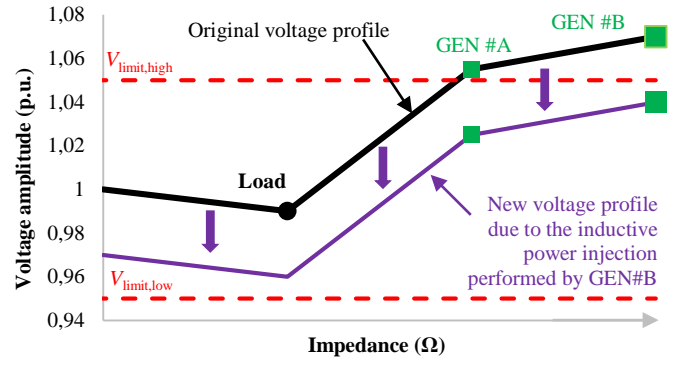 Voltage amplitude (p.u.)
1,08
1,06
1,04
1,02
1
0,98
0,96
0,94
Original voltage profile
GEN #A
GEN #B
Vlimit,high
Load
New voltage profile
due to the inductive
power injection
performed by GEN#B
Vlimit,low
Impedance (Ω)